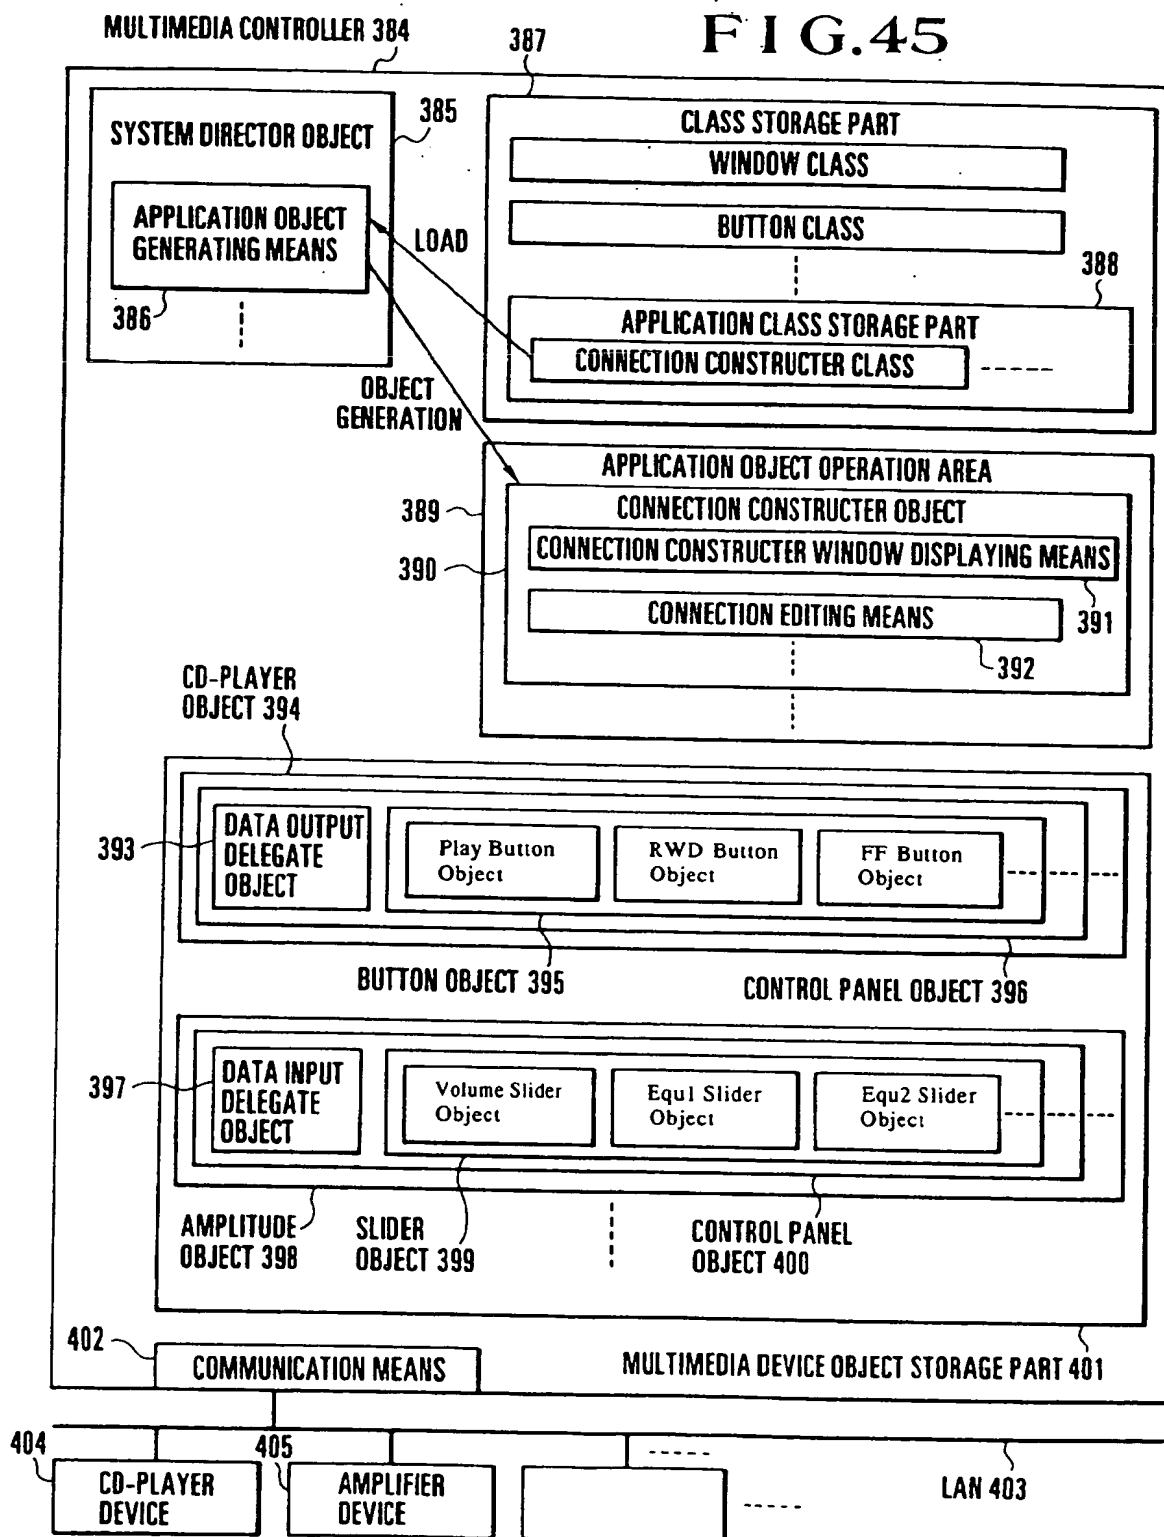 FIG.45
MULTIMEDIA CONTROLLER 384
387
SYSTEM DIRECTOR OBJECT
385
APPLICATION OBJECT
GENERATING MEANS
386
LOAD
OBJECT
GENERATION
CLASS STORAGE PART
WINDOW CLASS
BUTTON CLASS
388
APPLICATION CLASS STORAGE PART
CONNECTION CONSTRUCTER CLASS
APPLICATION OBJECT OPERATION AREA
389
CONNECTION CONSTRUCTER OBJECT
390
CONNECTION CONSTRUCTER WINDOW DISPLAYING MEANS
391
CONNECTION EDITING MEANS
392
CD-PLAYER
OBJECT 394
393
DATA OUTPUT
DELEGATE
OBJECT
Play Button
Object
RWD Button
Object
FF Button
Object
BUTTON OBJECT 395
CONTROL PANEL OBJECT 396
397
DATA INPUT
DELEGATE
OBJECT
Volume Slider
Object
Equ1 Slider
Object
Equ2 Slider
Object
AMPLITUDE
OBJECT 398
SLIDER
OBJECT 399
CONTROL PANEL
OBJECT 400
402
COMMUNICATION MEANS
MULTIMEDIA DEVICE OBJECT STORAGE PART 401
404
CD-PLAYER
DEVICE
405
AMPLIFIER
DEVICE
LAN 403